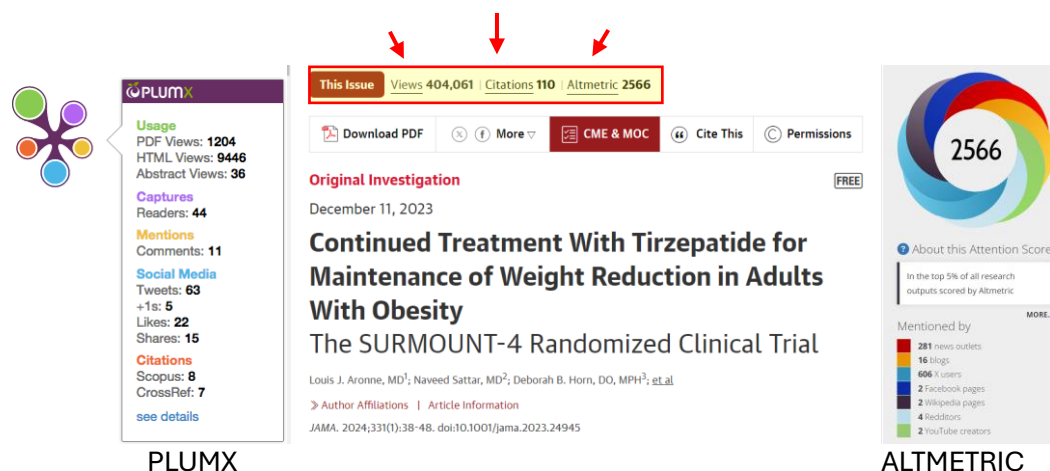 PLUMX
Usage
PDF Views: 1204
HTML Views: 9446
Abstract Views: 36
Captures
Readers: 44
Mentions
Comments: 11
Social Media
Tweets: 63
+1s: 5
Likes: 22
Shares: 15
Citations
Scopus: 8
CrossRef: 7
see details
PLUMX
This Issue Views 404,061 | Citations 110 | Altmetric 2566
Download PDF More CME & MOC Cite This Permissions
Original Investigation FREE
December 11, 2023
Continued Treatment With Tirzepatide for
Maintenance of Weight Reduction in Adults
With Obesity
The SURMOUNT-4 Randomized Clinical Trial
Louis J. Aronne, MD1; Naveed Sattar, MD2; Deborah B. Horn, DO, MPH3; et al
Author Affiliations | Article Information
JAMA. 2024;331(1):38-48. doi:10.1001/jama.2023.24945
2566
? About this Attention Score
In the top 5% of all research
outputs scored by Altmetric
MORE..
Mentioned by
281 news outlets
16 blogs
606 X users
2 Facebook pages
2 Wikipedia pages
4 Redditors
2 YouTube creators
ALTMETRIC